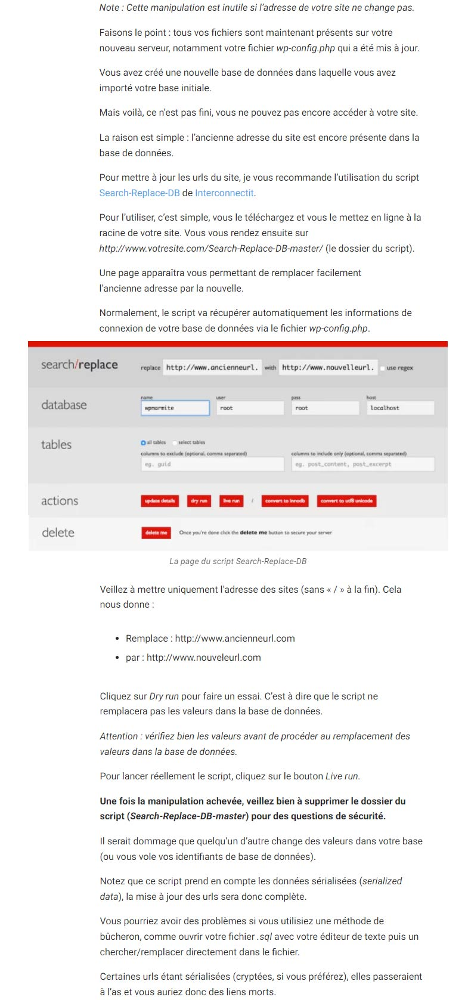 Note : Cette manipulation est inutile si l’adresse de votre site ne change pas.
Faisons le point : tous vos fichiers sont maintenant présents sur votre
nouveau serveur, notamment votre fichier wp-config.php qui a été mis à jour.
Vous avez créé une nouvelle base de données dans laquelle vous avez
importé votre base initiale.
Mais voilà, ce n’est pas fini, vous ne pouvez pas encore accéder à votre site.
La raison est simple : l’ancienne adresse du site est encore présente dans la
base de données.
Pour mettre à jour les urls du site, je vous recommande l’utilisation du script
Search-Replace-DB de Interconnectit.
Pour l’utiliser, c’est simple, vous le téléchargez et vous le mettez en ligne à la
racine de votre site. Vous vous rendez ensuite sur
http://www.votresite.com/Search-Replace-DB-master/ (le dossier du script).
Une page apparaîtra vous permettant de remplacer facilement
l’ancienne adresse par la nouvelle.
Normalement, le script va récupérer automatiquement les informations de
connexion de votre base de données via le fichier wp-config.php.
search/replace replace http://www.ancienneurl. with http://www.nouvelleurl. use regex
name user pass host
database wpmarmite root root localhost
tables all tables select tables
columns to exclude (optional, comma separated) columns to include only (optional, comma separated)
eg. guid eg. post_content, post_excerpt
actions update details dry run live run / convert to innodb convert to utf8 unicode
delete delete me Once you're done click the delete me button to secure your server
La page du script Search-Replace-DB
Veillez à mettre uniquement l’adresse des sites (sans « / » à la fin). Cela
nous donne :
• Remplace : http://www.ancienneurl.com
• par : http://www.nouveleurl.com
Cliquez sur Dry run pour faire un essai. C’est à dire que le script ne
remplacera pas les valeurs dans la base de données.
Attention : vérifiez bien les valeurs avant de procéder au remplacement des
valeurs dans la base de données.
Pour lancer réellement le script, cliquez sur le bouton Live run.
Une fois la manipulation achevée, veillez bien à supprimer le dossier du
script (Search-Replace-DB-master) pour des questions de sécurité.
Il serait dommage que quelqu’un d’autre change des valeurs dans votre base
(ou vous vole vos identifiants de base de données).
Notez que ce script prend en compte les données sérialisées (serialized
data), la mise à jour des urls sera donc complète.
Vous pourriez avoir des problèmes si vous utilisiez une méthode de
bûcheron, comme ouvrir votre fichier .sql avec votre éditeur de texte puis un
chercher/remplacer directement dans le fichier.
Certaines urls étant sérialisées (cryptées, si vous préférez), elles passeraient
à l’as et vous auriez donc des liens morts.